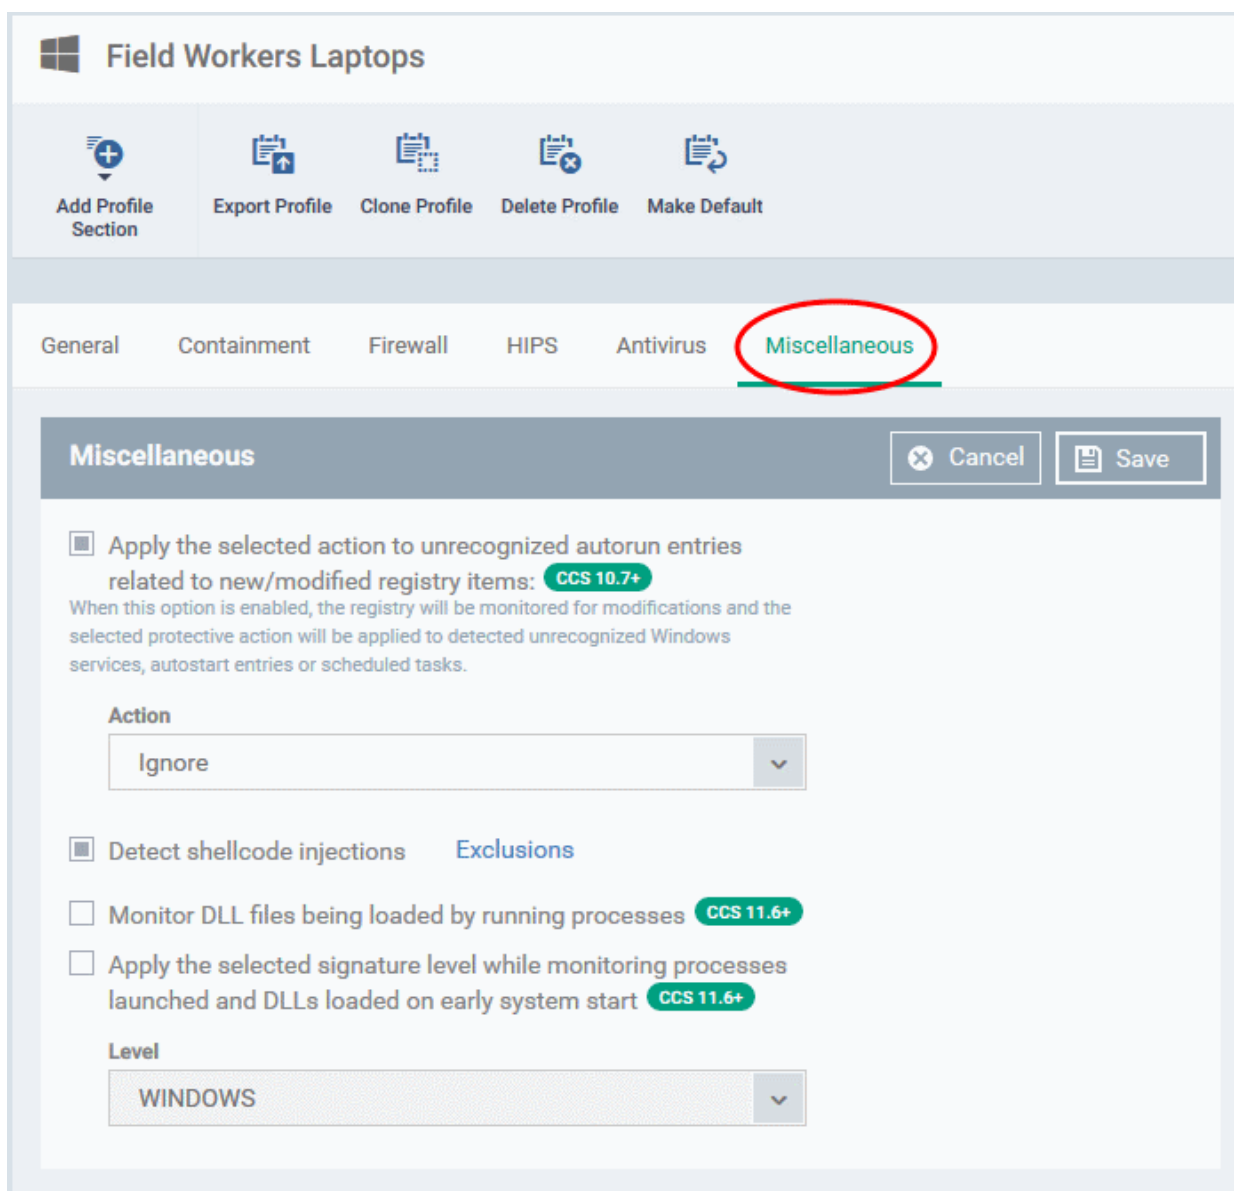 Field Workers Laptops
Add Profile
Section
Export Profile
Clone Profile
Delete Profile
Make Default
General
Containment
Firewall
HIPS
Antivirus
Miscellaneous
Miscellaneous
Cancel
Save
Apply the selected action to unrecognized autorun entries
related to new/modified registry items: CCS 10.7+
When this option is enabled, the registry will be monitored for modifications and the
selected protective action will be applied to detected unrecognized Windows
services, autostart entries or scheduled tasks.
Action
Ignore
Detect shellcode injections Exclusions
Monitor DLL files being loaded by running processes CCS 11.6+
Apply the selected signature level while monitoring processes
launched and DLLs loaded on early system start CCS 11.6+
Level
WINDOWS